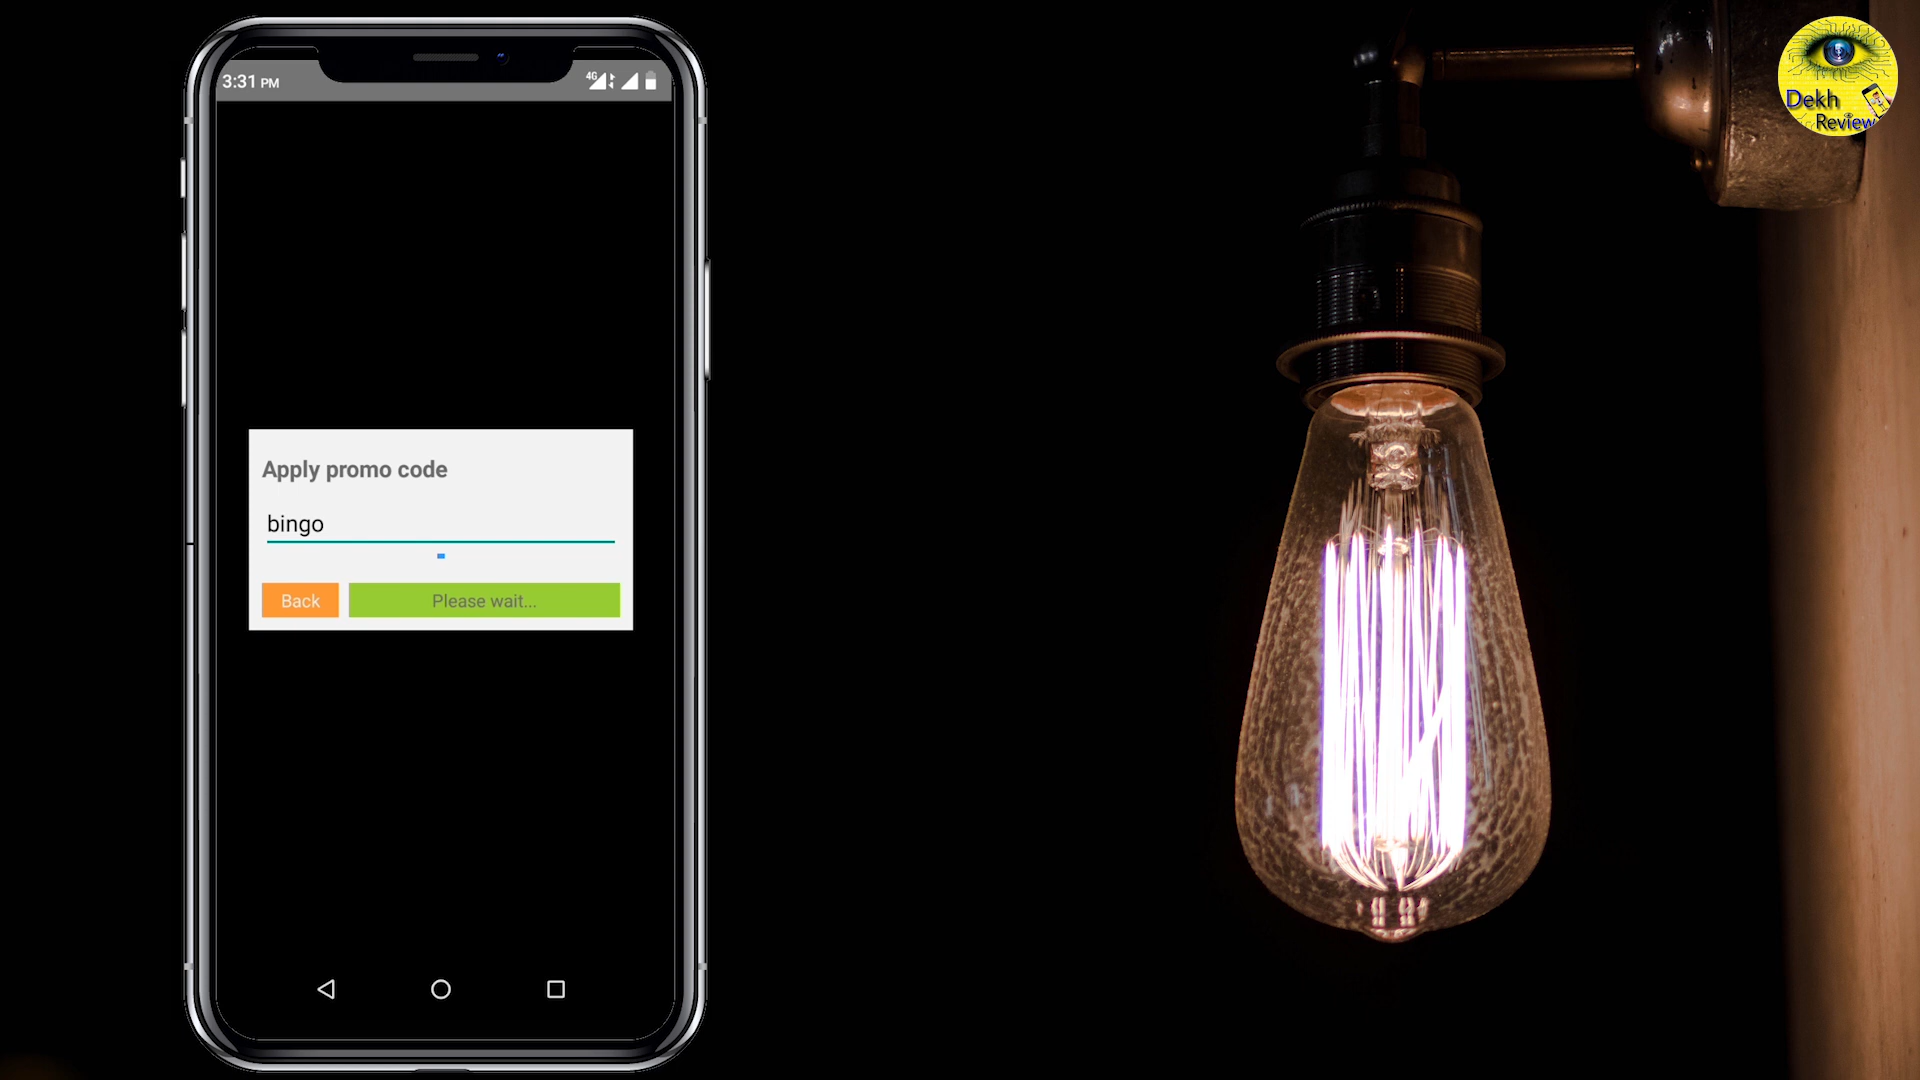 3:31 PM
4G
Dekh
Review
Apply promo code
bingo
Back
Please wait...